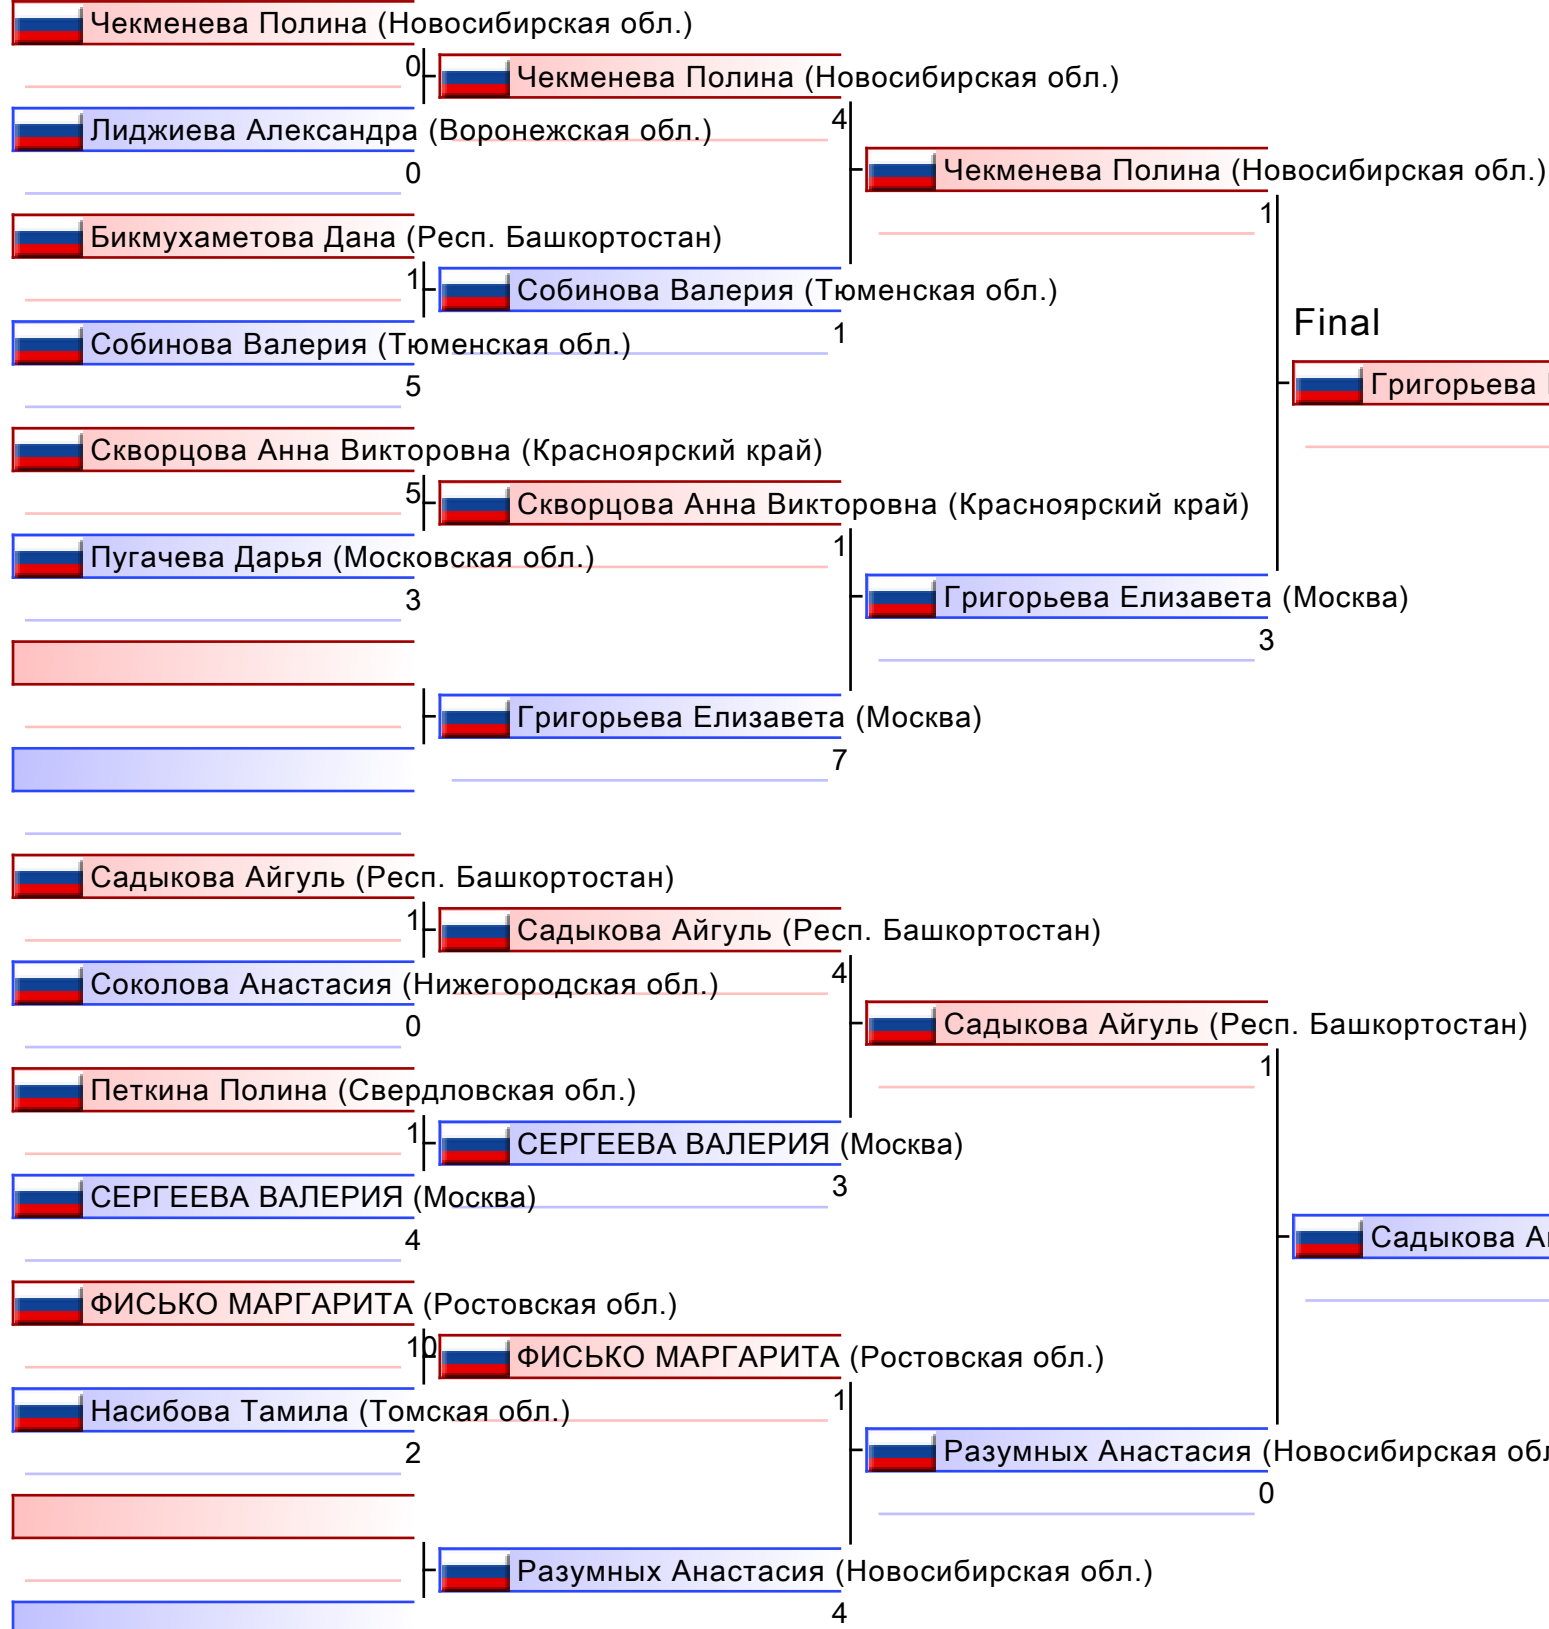 Чекменева Полина (Новосибирская обл.)
0
Чекменева Полина (Новосибирская обл.)
4
Лиджиева Александра (Воронежская обл.)
0
Чекменева Полина (Новосибирская обл.)
1
Бикмухаметова Дана (Респ. Башкортостан)
1
Собинова Валерия (Тюменская обл.)
1
Собинова Валерия (Тюменская обл.)
5
Final
Григорьева
Скворцова Анна Викторовна (Красноярский край)
5
Скворцова Анна Викторовна (Красноярский край)
1
Пугачева Дарья (Московская обл.)
3
Григорьева Елизавета (Москва)
3
Григорьева Елизавета (Москва)
7
Садыкова Айгуль (Респ. Башкортостан)
1
Садыкова Айгуль (Респ. Башкортостан)
4
Соколова Анастасия (Нижегородская обл.)
0
Садыкова Айгуль (Респ. Башкортостан)
1
Петкина Полина (Свердловская обл.)
1
СЕРГЕЕВА ВАЛЕРИЯ (Москва)
3
СЕРГЕЕВА ВАЛЕРИЯ (Москва)
4
Садыкова
ФИСЬКО МАРГАРИТА (Ростовская обл.)
10
ФИСЬКО МАРГАРИТА (Ростовская обл.)
1
Насибова Тамила (Томская обл.)
2
Разумных Анастасия (Новосибирская обл
0
Разумных Анастасия (Новосибирская обл.)
4